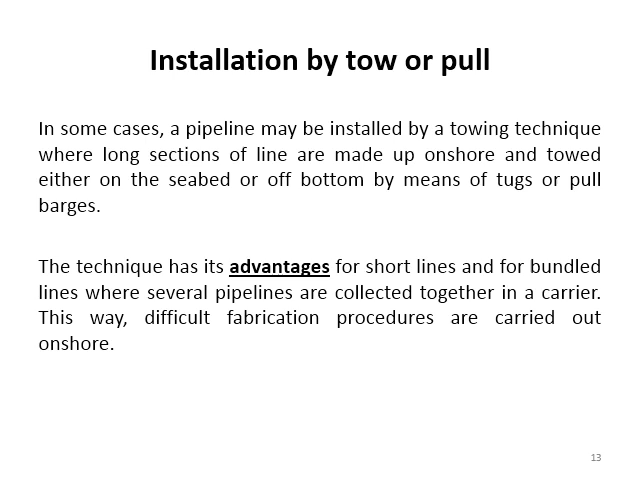 Installation by tow or pull
In some cases, a pipeline may be installed by a towing technique
where long sections of line are made up onshore and towed
either on the seabed or off bottom by means of tugs or pull
barges.
The technique has its advantages for short lines and for bundled
lines where several pipelines are collected together in a carrier.
This way, difficult fabrication procedures are carried out
onshore.
13